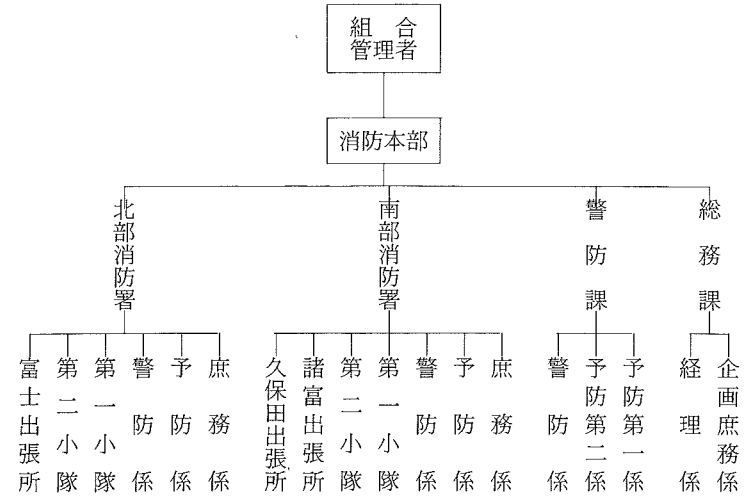 組合
管理者
消防本部
総務課
警防課
南部消防署
北部消防署
企画庶務係
経理係
予防第一係
予防第二係
警防係
庶務係
予防係
警防係
第一小隊
第二小隊
諸富出張所
久保田出張所
庶務係
予防係
警防係
第一小隊
第二小隊
富士出張所